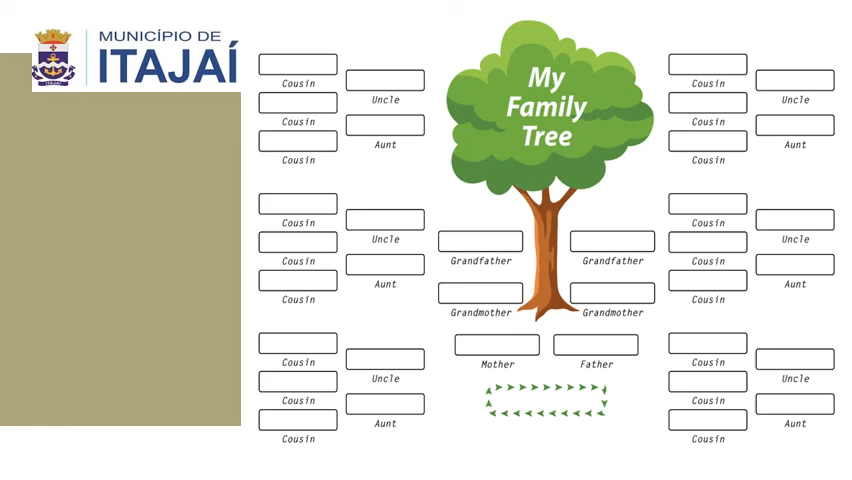 MUNICÍPIO DE
ITAJAÍ
ITAJAÍ
My
Family
Tree
Cousin
Uncle
Cousin
Aunt
Cousin
Cousin
Uncle
Cousin
Aunt
Cousin
Cousin
Uncle
Cousin
Aunt
Cousin
Grandfather
Grandfather
Grandmother
Grandmother
Mother
Father
Cousin
Uncle
Cousin
Aunt
Cousin
Cousin
Uncle
Cousin
Aunt
Cousin
Cousin
Uncle
Cousin
Aunt
Cousin